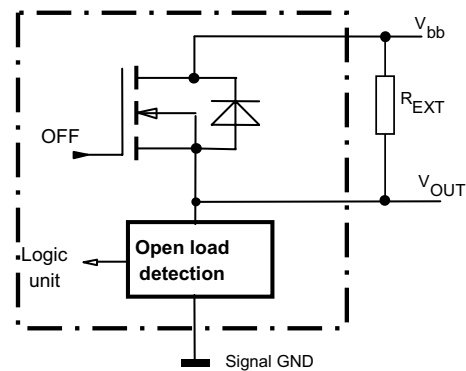 V_bb
R_EXT
OFF
V_OUT
Open load
detection
Logic
unit
Signal GND